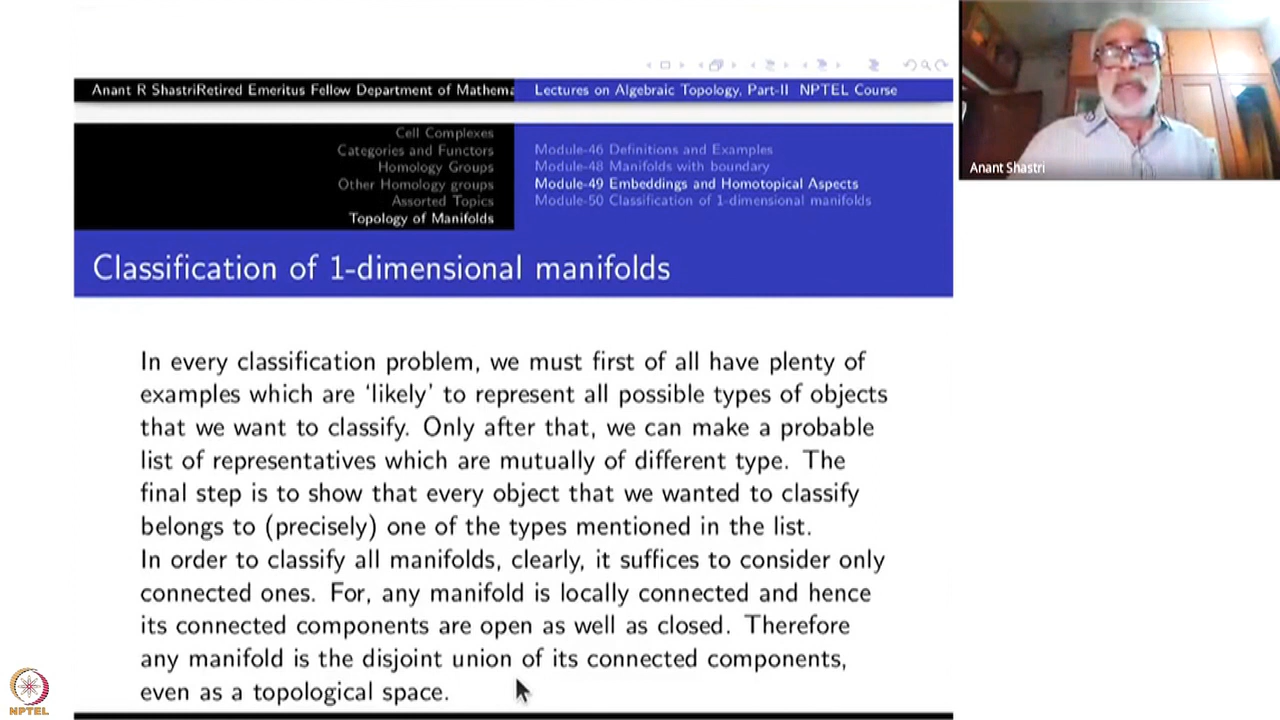 Anant R ShastriRetired Emeritus Fellow Department of Mathema
Lectures on Algebraic Topology, Part-II NPTEL Course
Cell Complexes
Categories and Functors
Homology Groups
Other Homology groups
Assorted Topics
Topology of Manifolds
Module-46 Definitions and Examples
Module-48 Manifolds with boundary
Module-49 Embeddings and Homotopical Aspects
Module-50 Classification of 1-dimensional manifolds
Classification of 1-dimensional manifolds
In every classification problem, we must first of all have plenty of
examples which are ‘likely’ to represent all possible types of objects
that we want to classify. Only after that, we can make a probable
list of representatives which are mutually of different type. The
final step is to show that every object that we wanted to classify
belongs to (precisely) one of the types mentioned in the list.
In order to classify all manifolds, clearly, it suffices to consider only
connected ones. For, any manifold is locally connected and hence
its connected components are open as well as closed. Therefore
any manifold is the disjoint union of its connected components,
even as a topological space.
Anant Shastri
NPTEL